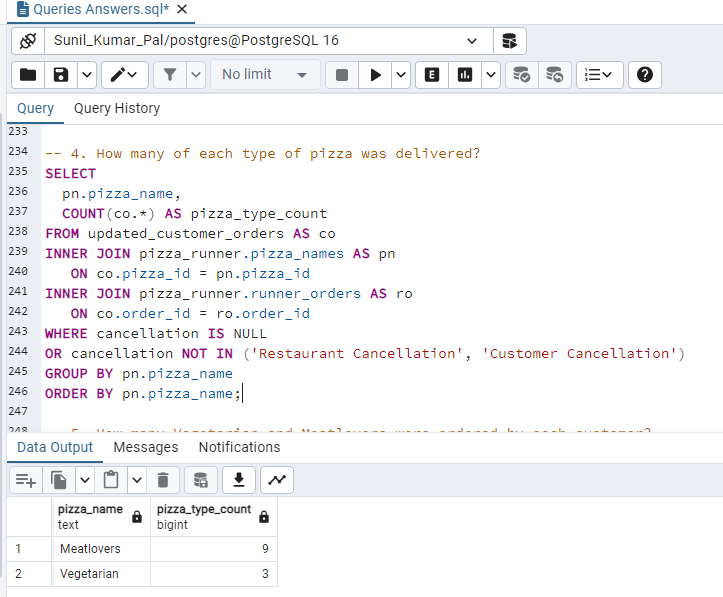 Queries Answers.sql*
Sunil_Kumar_Pal/postgres@PostgreSQL 16
No limit
E
Query Query History
233
234 -- 4. How many of each type of pizza was delivered?
235 SELECT
236 pn.pizza_name,
237 COUNT(co.*) AS pizza_type_count
238 FROM updated_customer_orders AS co
239 INNER JOIN pizza_runner.pizza_names AS pn
240 ON co.pizza_id = pn.pizza_id
241 INNER JOIN pizza_runner.runner_orders AS ro
242 ON co.order_id = ro.order_id
243 WHERE cancellation IS NULL
244 OR cancellation NOT IN ('Restaurant Cancellation', 'Customer Cancellation')
245 GROUP BY pn.pizza_name
246 ORDER BY pn.pizza_name;
247
248 5. How many Vegetarian and Meatlovers were ordered by each customer?
Data Output Messages Notifications
pizza_name pizza_type_count
text bigint
1 Meatlovers 9
2 Vegetarian 3